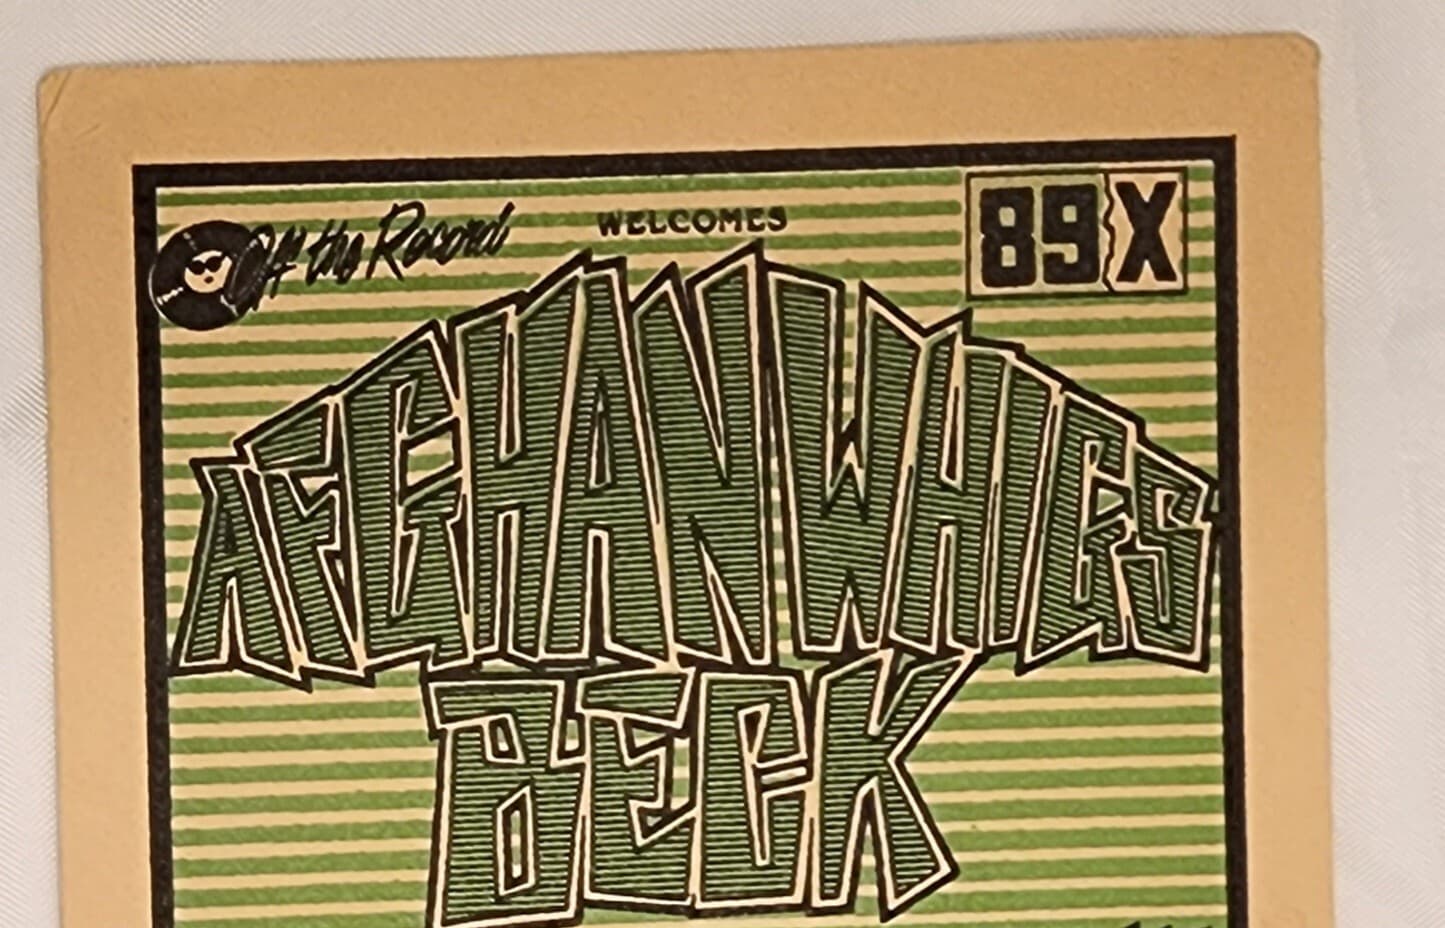 Off the Record
WELCOMES
89X
AFGHAN WHIGS
BECK